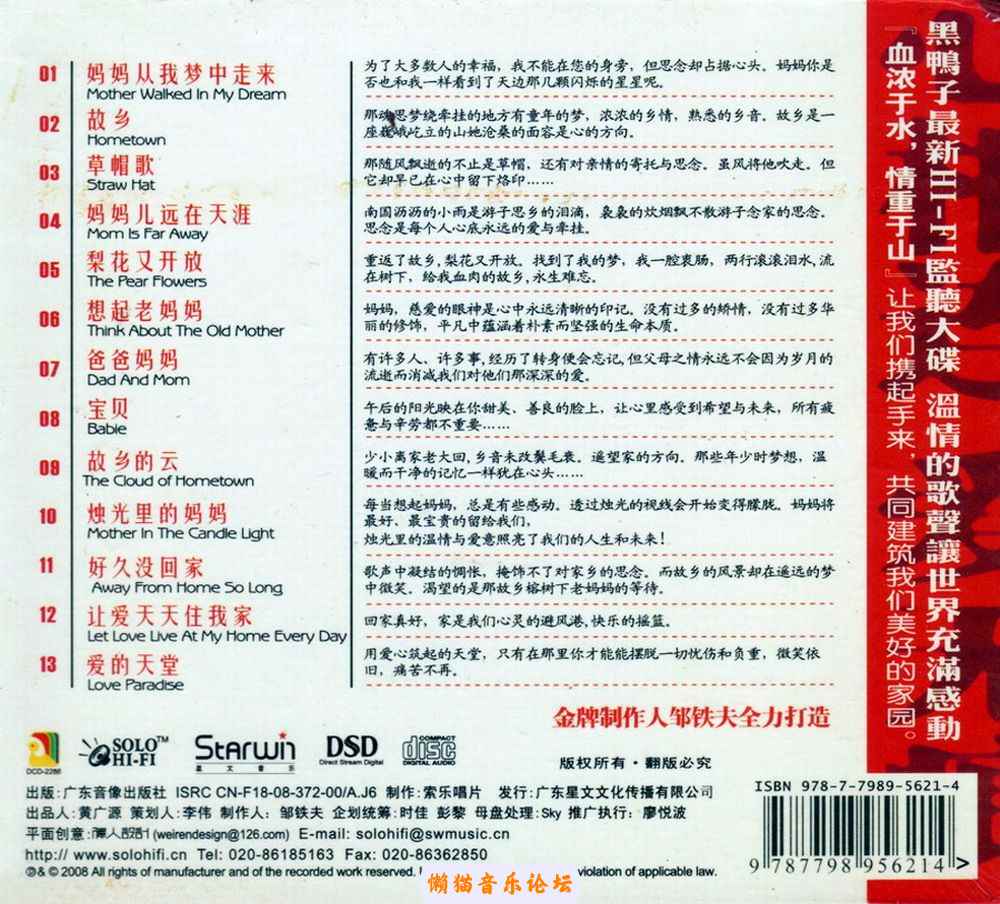 01 妈妈从我梦中走来
Mother Walked In My Dream
为了大多数人的幸福，我不能在您的身旁，但思念却占据心头。妈妈你是
否也和我一样看到了天边那几颗闪烁的星星呢。
02 故乡
Hometown
那魂思梦绕牵挂的地方有童年的梦，浓浓的乡情，熟悉的乡音。故乡是一
座巍峨屹立的山她沧桑的面容是心的方向。
03 草帽歌
Straw Hat
那随风飘逝的不止是草帽，还有对亲情的寄托与思念。虽风将他吹走。但
它却早已在心中留下烙印……
04 妈妈儿远在天涯
Mom Is Far Away
南国沥沥的小雨是游子思乡的泪滴，袅袅的炊烟飘不散游子念家的思念。
思念是每个人心底永远的爱与牵挂。
05 梨花又开放
The Pear Flowers
重返了故乡，梨花又开放。找到了我的梦，我一腔衷肠，两行滚滚泪水，流
在树下，给我血肉的故乡，永生难忘。
06 想起老妈妈
Think About The Old Mother
妈妈，慈爱的眼神是心中永远清晰的印记。没有过多的矫情，没有过多华
丽的修饰，平凡中蕴涵着朴素而坚强的生命本质。
07 爸爸妈妈
Dad And Mom
有许多人、许多事，经历了转身便会忘记，但父母之情永远不会因为岁月的
流逝而消减我们对他们那深深的爱。
08 宝贝
Babie
午后的阳光映在你甜美、善良的脸上，让心里感受到希望与未来，所有疲
惫与辛劳都不重要……
09 故乡的云
The Cloud of Hometown
少小离家老大回，乡音未改鬓毛衰。遥望家的方向。那些年少时梦想，温
暖而干净的记忆一样犹在心头……
10 烛光里的妈妈
Mother In The Candle Light
每当想起妈妈，总是有些感动。透过烛光的视线会开始变得朦胧。妈妈将
最好、最宝贵的留给我们，
烛光里的温情与爱意照亮了我们的人生和未来！
11 好久没回家
Away From Home So Long
歌声中凝结的惆怅，掩饰不了对家乡的思念。而故乡的风景却在遥远的梦
中微笑。渴望的是那故乡榕树下老妈妈的等待。
12 让爱天天住我家
Let Love Live At My Home Every Day
回家真好，家是我们心灵的避风港，快乐的摇篮。
13 爱的天堂
Love Paradise
用爱心筑起的天堂，只有在那里你才能能摆脱一切忧伤和负重，微笑依
旧，痛苦不再。
金牌制作人邹铁夫全力打造
黑鴨子最新HI-FI監聽大碟 溫情的歌聲讓世界充滿感動
『血浓于水，情重于山』让我们携起手来，共同建筑我们美好的家园。
DCD-2286
SOLO HI-FI TM
Starwin
星文音乐
DSD
Direct Stream Digital
COMPACT disc DIGITAL AUDIO
版权所有·翻版必究
出版：广东音像出版社 ISRC CN-F18-08-372-00/A.J6 制作：索乐唱片 发行：广东星文文化传播有限公司
出品人：黄广源 策划人：李伟 制作人：邹铁夫 企划统筹：时佳 彭黎 母盘处理：Sky 推广执行：廖悦波
平面创意： (weirendesign@126.com) E-mail: solohifi@swmusic.cn
http:// www.solohifi.cn Tel: 020-86185163 Fax: 020-86362850
℗& © 2008 All rights of manufacturer and of the recorded work reserved. violation of applicable law.
ISBN 978-7-7989-5621-4
9 787798 956214 >
懒猫音乐论坛